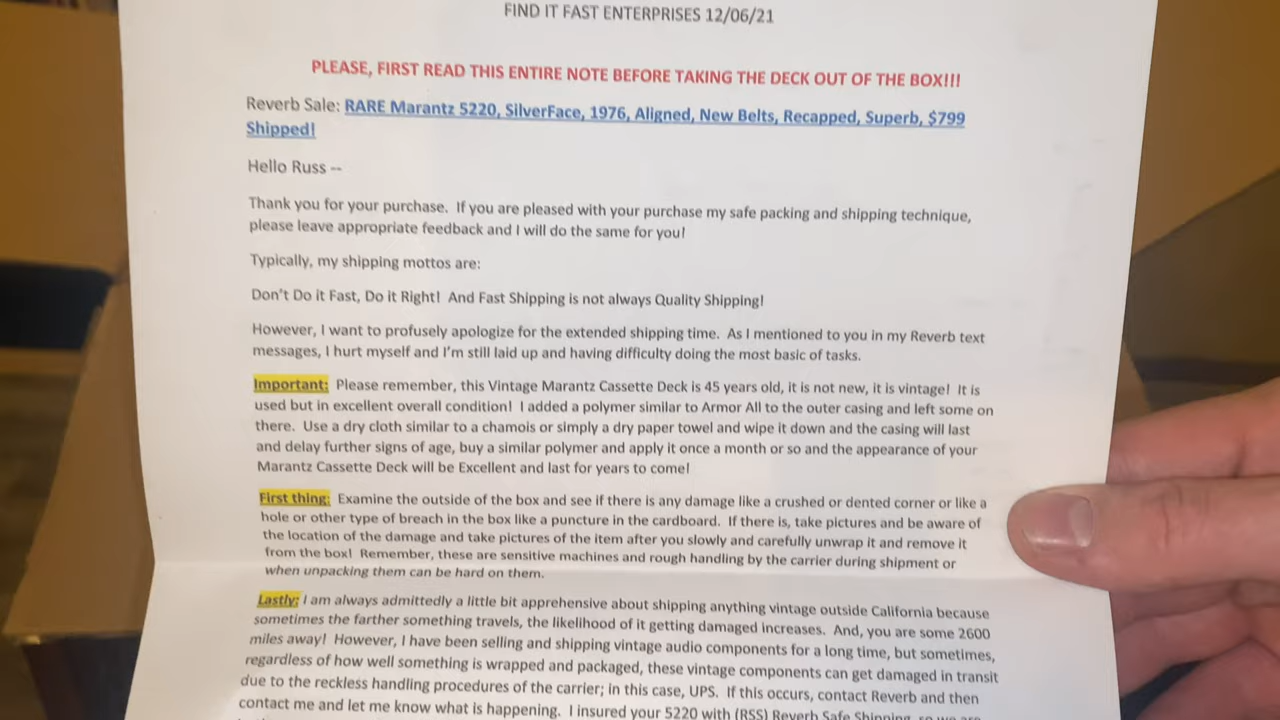 FIND IT FAST ENTERPRISES 12/06/21
PLEASE, FIRST READ THIS ENTIRE NOTE BEFORE TAKING THE DECK OUT OF THE BOX!!!
Reverb Sale: RARE Marantz 5220, SilverFace, 1976, Aligned, New Belts, Recapped, Superb, $799
Shipped!
Hello Russ --
Thank you for your purchase. If you are pleased with your purchase my safe packing and shipping technique,
please leave appropriate feedback and I will do the same for you!
Typically, my shipping mottos are:
Don't Do it Fast, Do it Right! And Fast Shipping is not always Quality Shipping!
However, I want to profusely apologize for the extended shipping time. As I mentioned to you in my Reverb text
messages, I hurt myself and I'm still laid up and having difficulty doing the most basic of tasks.
Important: Please remember, this Vintage Marantz Cassette Deck is 45 years old, it is not new, it is vintage! It is
used but in excellent overall condition! I added a polymer similar to Armor All to the outer casing and left some on
there. Use a dry cloth similar to a chamois or simply a dry paper towel and wipe it down and the casing will last
and delay further signs of age, buy a similar polymer and apply it once a month or so and the appearance of your
Marantz Cassette Deck will be Excellent and last for years to come!
First thing: Examine the outside of the box and see if there is any damage like a crushed or dented corner or like a
hole or other type of breach in the box like a puncture in the cardboard. If there is, take pictures and be aware of
the location of the damage and take pictures of the item after you slowly and carefully unwrap it and remove it
from the box! Remember, these are sensitive machines and rough handling by the carrier during shipment or
when unpacking them can be hard on them.
Lastly: I am always admittedly a little bit apprehensive about shipping anything vintage outside California because
sometimes the farther something travels, the likelihood of it getting damaged increases. And, you are some 2600
miles away! However, I have been selling and shipping vintage audio components for a long time, but sometimes,
regardless of how well something is wrapped and packaged, these vintage components can get damaged in transit
due to the reckless handling procedures of the carrier; in this case, UPS. If this occurs, contact Reverb and then
contact me and let me know what is happening. I insured your 5220 with (RSS) Reverb Safe Shipping, so we are